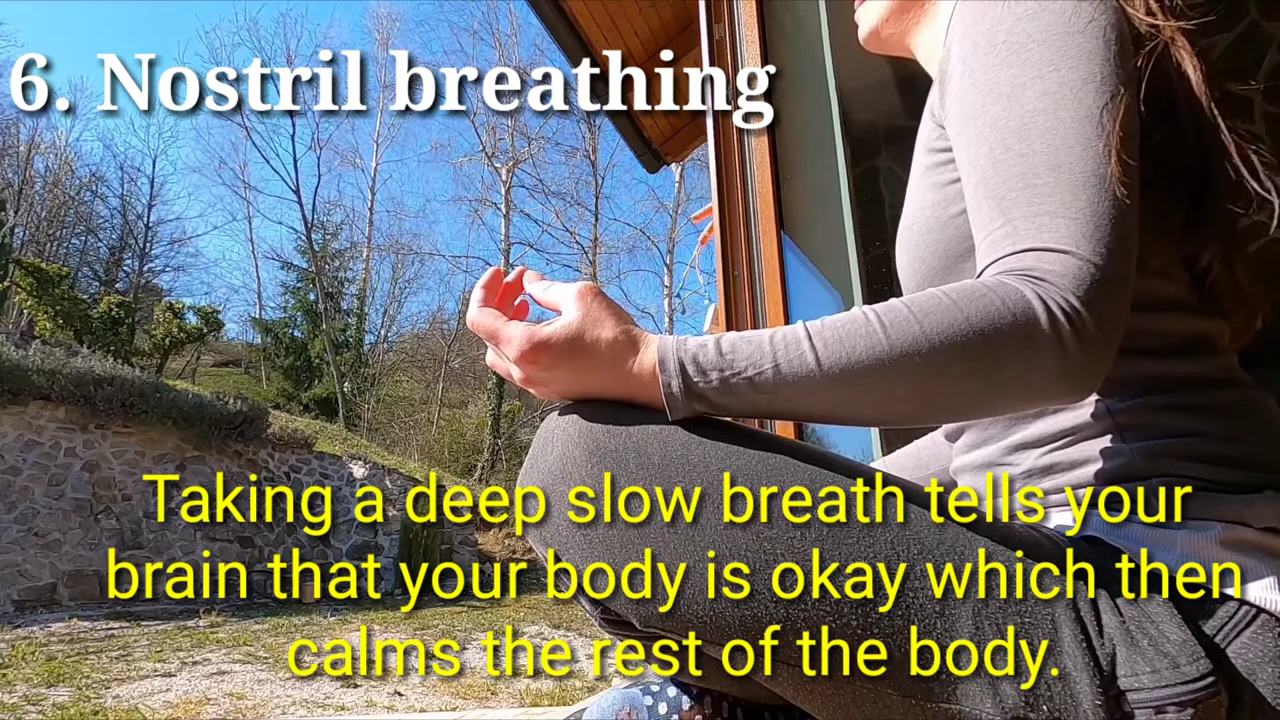 6. Nostril breathing
Taking a deep slow breath tells your
brain that your body is okay which then
calms the rest of the body.